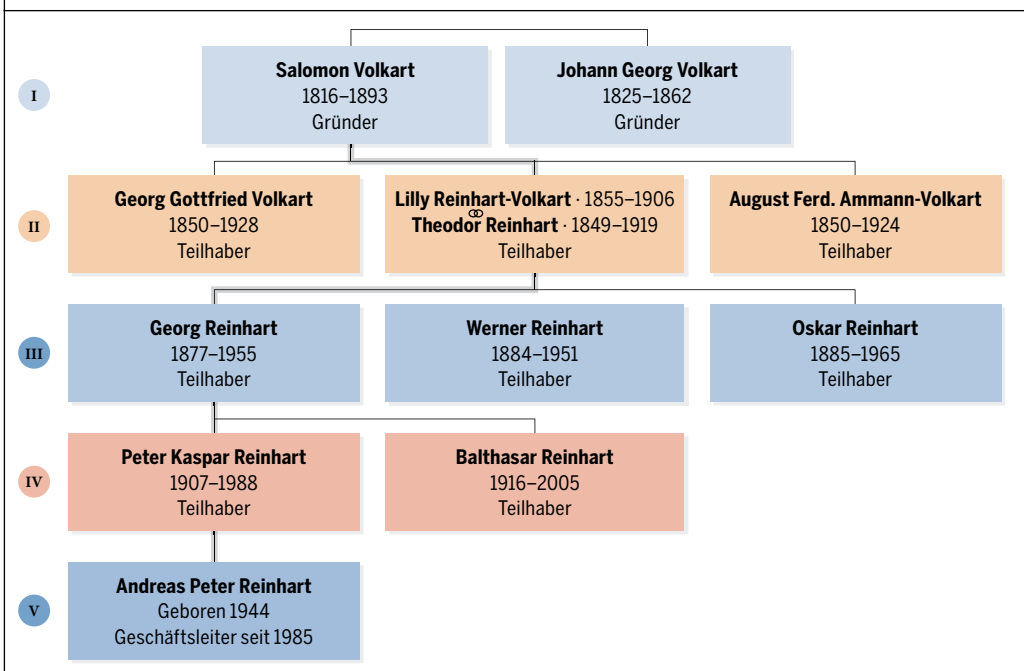 I
Salomon Volkart
1816–1893
Gründer
Johann Georg Volkart
1825–1862
Gründer
II
Georg Gottfried Volkart
1850–1928
Teilhaber
Lilly Reinhart-Volkart · 1855–1906
Theodor Reinhart · 1849–1919
Teilhaber
August Ferd. Ammann-Volkart
1850–1924
Teilhaber
III
Georg Reinhart
1877–1955
Teilhaber
Werner Reinhart
1884–1951
Teilhaber
Oskar Reinhart
1885–1965
Teilhaber
IV
Peter Kaspar Reinhart
1907–1988
Teilhaber
Balthasar Reinhart
1916–2005
Teilhaber
V
Andreas Peter Reinhart
Geboren 1944
Geschäftsleiter seit 1985